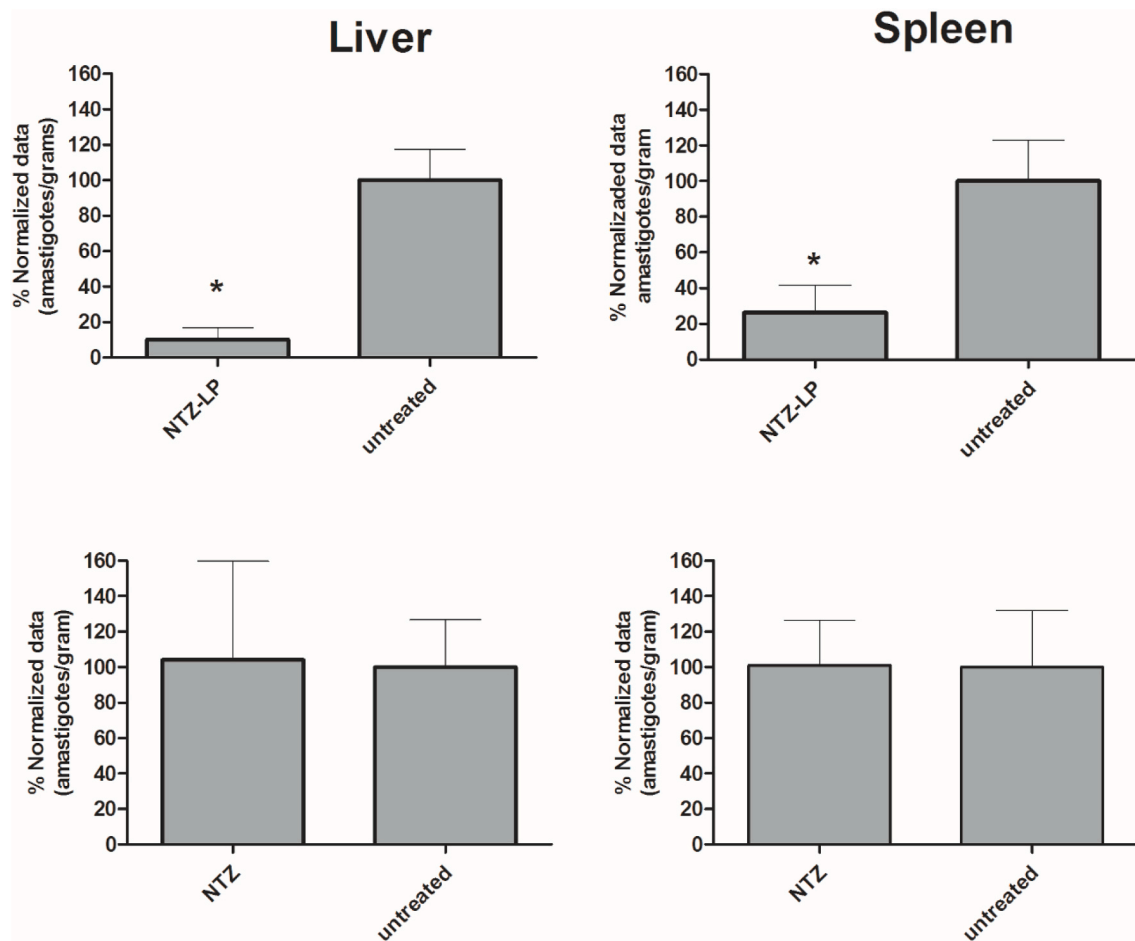 Liver
% Normalized data
(amastigotes/grams)
160
140
120
100
80
60
40
20
0
*
NTZ-LP
untreated
Spleen
% Normalizaded data
amastigotes/gram
160
140
120
100
80
60
40
20
0
*
NTZ-LP
untreated
% Normalized data
(amastigotes/gram)
160
140
120
100
80
60
40
20
0
NTZ
untreated
% Normalized data
(amastigotes/gram)
160
140
120
100
80
60
40
20
0
NTZ
untreated